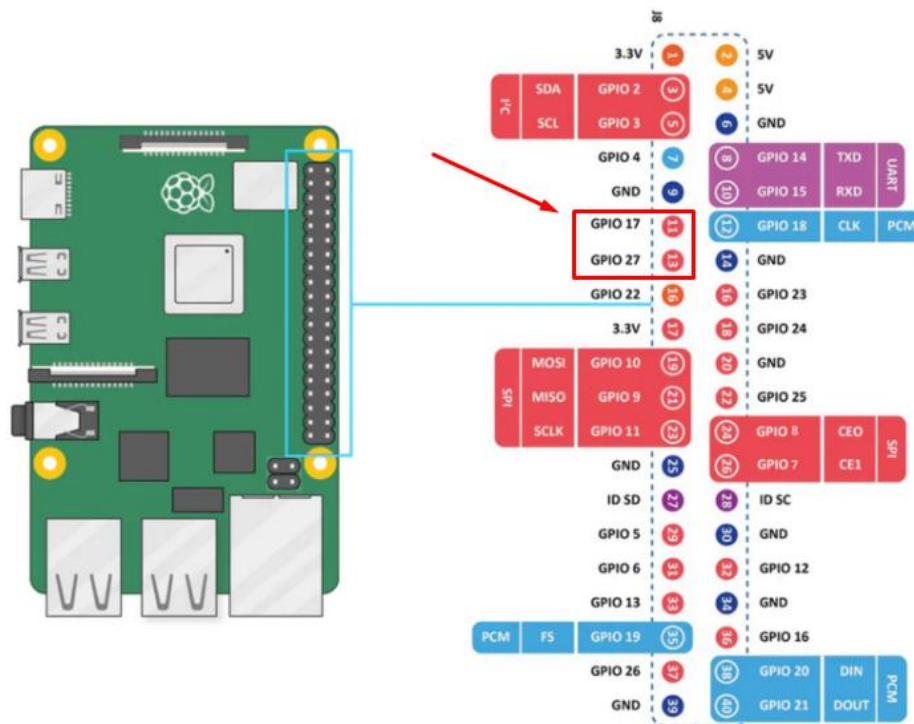 J8
3.3V 1 2 5V
I²C SDA GPIO 2 3 4 5V
SCL GPIO 3 5 6 GND
GPIO 4 7 8 GPIO 14 TXD UART
GND 9 10 GPIO 15 RXD
GPIO 17 11 12 GPIO 18 CLK PCM
GPIO 27 13 14 GND
GPIO 22 16 16 GPIO 23
3.3V 17 18 GPIO 24
SPI MOSI GPIO 10 19 20 GND
MISO GPIO 9 21 22 GPIO 25
SCLK GPIO 11 23 24 GPIO 8 CEO SPI
GND 25 26 GPIO 7 CE1
ID SD 27 28 ID SC
GPIO 5 29 30 GND
GPIO 6 31 32 GPIO 12
GPIO 13 33 34 GND
PCM FS GPIO 19 35 36 GPIO 16
GPIO 26 37 38 GPIO 20 DIN PCM
GND 39 40 GPIO 21 DOUT